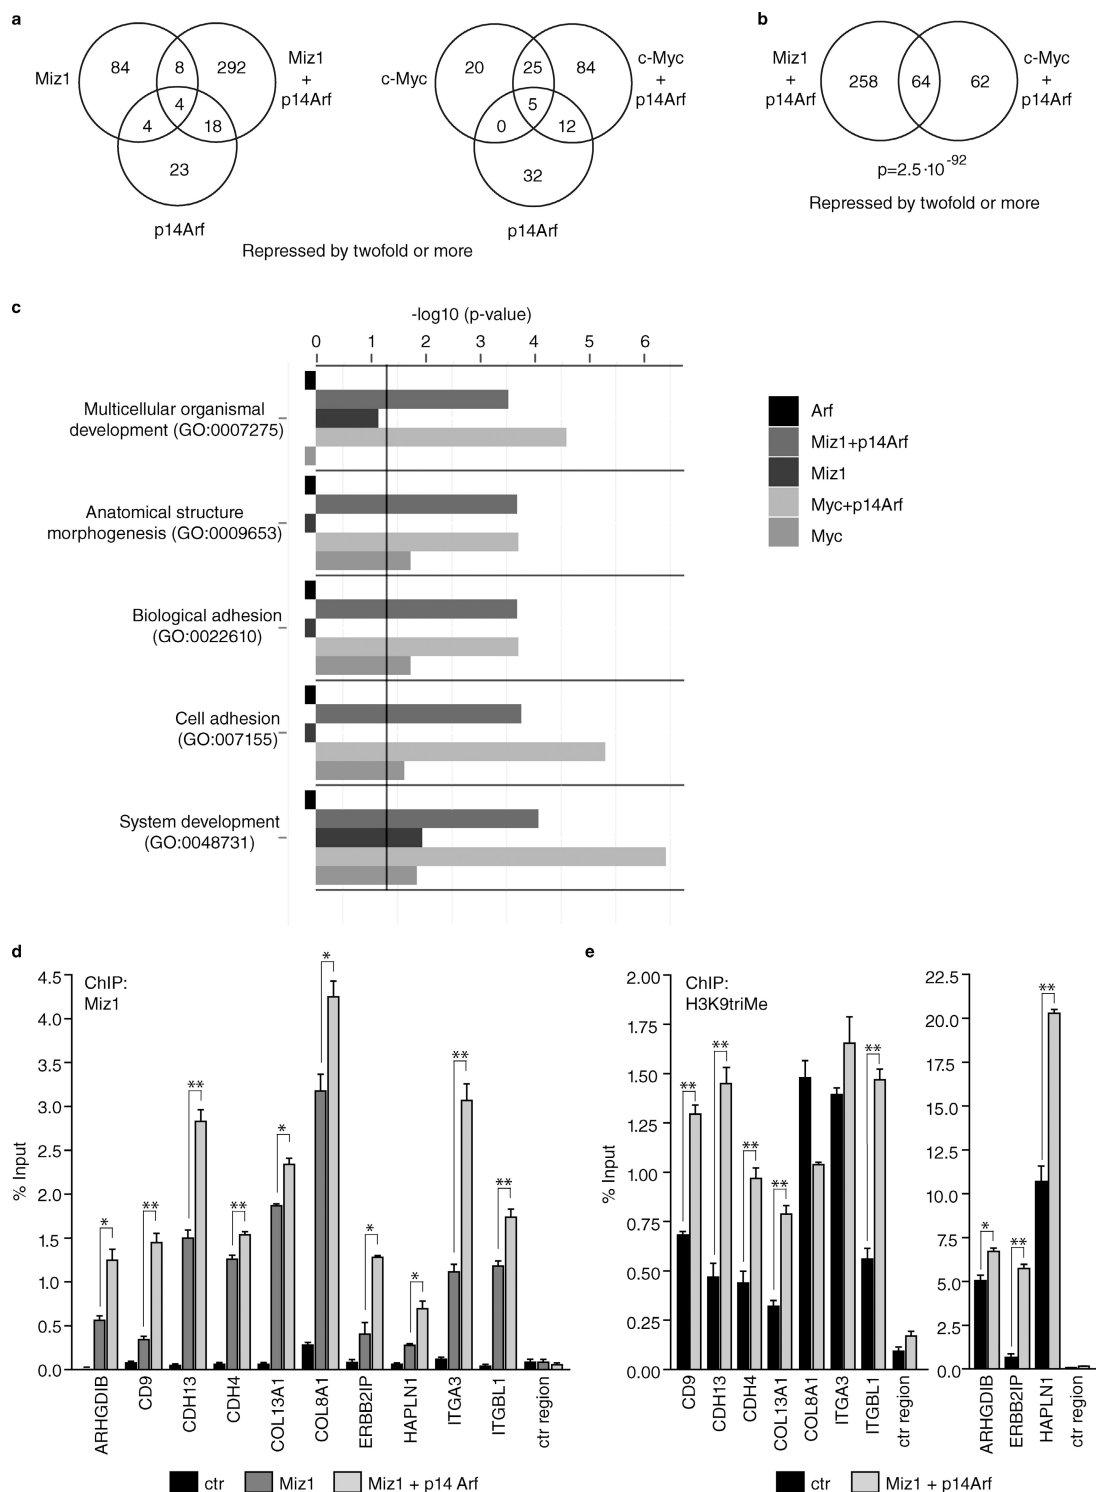 a
Miz1
84
8
292
Miz1
+
p14Arf
4
4
18
23
p14Arf
c-Myc
20
25
84
c-Myc
+
p14Arf
5
0
12
32
p14Arf
Repressed by twofold or more
b
Miz1
+
p14Arf
258
64
62
c-Myc
+
p14Arf
p=2.5·10-92
Repressed by twofold or more
c
-log10 (p-value)
0 1 2 3 4 5 6
Multicellular organismal
development (GO:0007275)
Anatomical structure
morphogenesis (GO:0009653)
Biological adhesion
(GO:0022610)
Cell adhesion
(GO:007155)
System development
(GO:0048731)
Arf
Miz1+p14Arf
Miz1
Myc+p14Arf
Myc
d
ChIP:
Miz1
% Input
4.5
4.0
3.5
3.0
2.5
2.0
1.5
1.0
0.5
0.0
*
**
**
**
*
*
*
*
**
**
ARHGDIB
CD9
CDH13
CDH4
COL13A1
COL8A1
ERBB2IP
HAPLN1
ITGA3
ITGBL1
ctr region
ctr
Miz1
Miz1 + p14 Arf
e
ChIP:
H3K9triMe
% Input
2.00
1.75
1.50
1.25
1.00
0.75
0.50
0.25
0.00
**
**
**
**
**
CD9
CDH13
CDH4
COL13A1
COL8A1
ITGA3
ITGBL1
ctr region
22.5
20.0
17.5
15.0
12.5
10.0
7.5
5.0
2.5
0.0
*
**
**
ARHGDIB
ERBB2IP
HAPLN1
ctr region
ctr
Miz1 + p14Arf